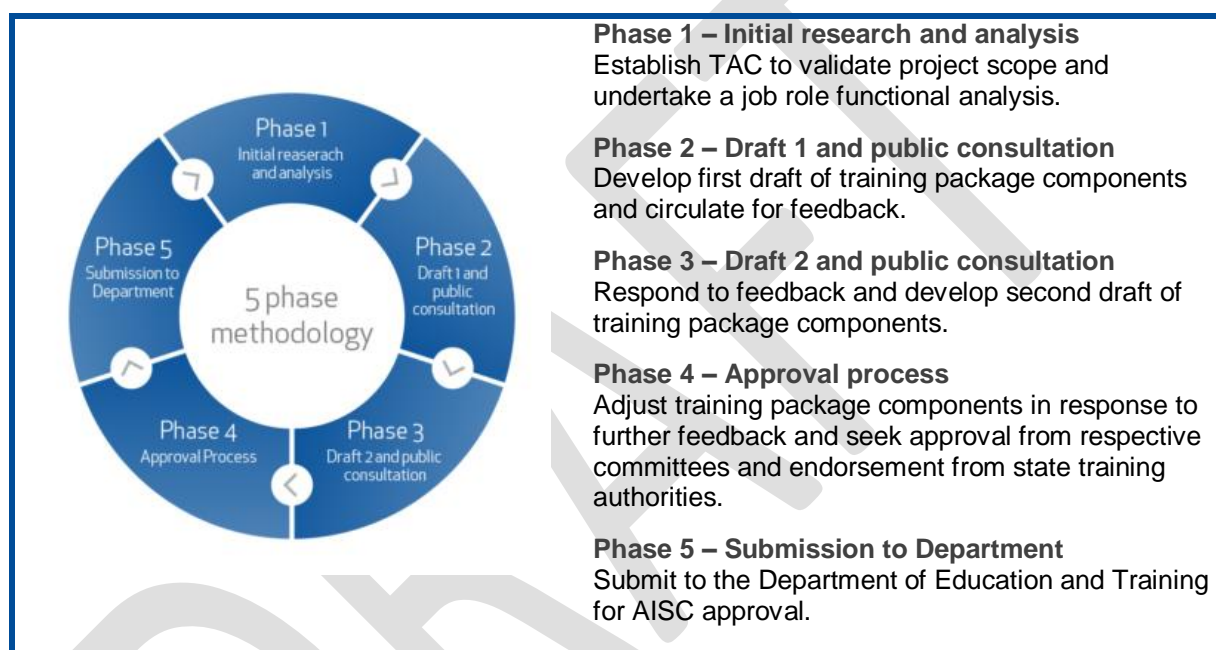 Phase 1
Initial reaserach
and analysis
Phase 2
Draft 1 and
public
consultation
Phase 3
Draft 2 and public
consultation
Phase 4
Approval Process
Phase 5
Submission to
Department
5 phase
methodology
Phase 1 – Initial research and analysis
Establish TAC to validate project scope and
undertake a job role functional analysis.
Phase 2 – Draft 1 and public consultation
Develop first draft of training package components
and circulate for feedback.
Phase 3 – Draft 2 and public consultation
Respond to feedback and develop second draft of
training package components.
Phase 4 – Approval process
Adjust training package components in response to
further feedback and seek approval from respective
committees and endorsement from state training
authorities.
Phase 5 – Submission to Department
Submit to the Department of Education and Training
for AISC approval.
DRAFT